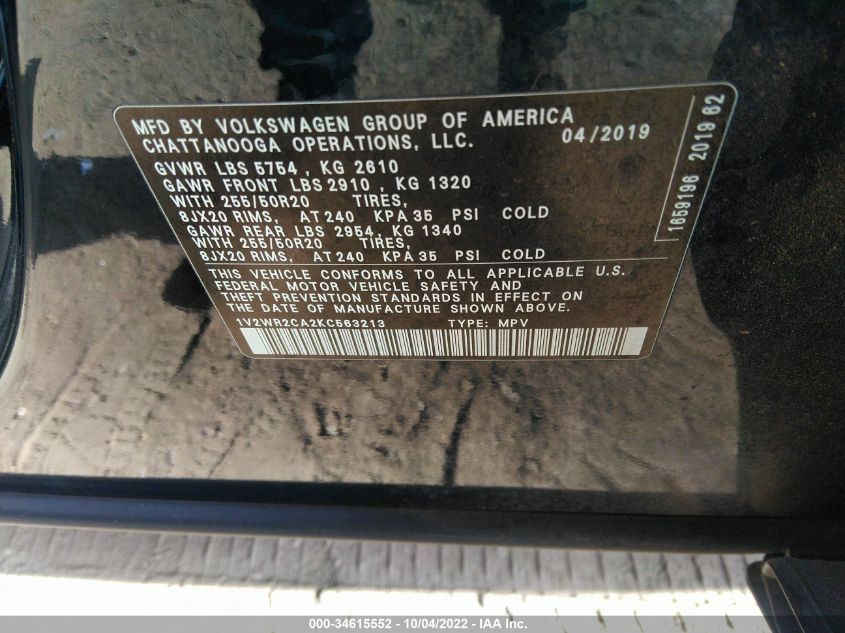 MFD BY VOLKSWAGEN GROUP OF AMERICA
CHATTANOOGA OPERATIONS, LLC. 04/2019
GVWR LBS 5754 , KG 2610
GAWR FRONT LBS 2910 , KG 1320
WITH 255/50R20 TIRES,
8JX20 RIMS, AT 240 KPA 35 PSI COLD
GAWR REAR LBS 2954, KG 1340
WITH 255/50R20 TIRES,
8JX20 RIMS, AT 240 KPA 35 PSI COLD
THIS VEHICLE CONFORMS TO ALL APPLICABLE U.S.
FEDERAL MOTOR VEHICLE SAFETY AND
THEFT PREVENTION STANDARDS IN EFFECT ON
THE DATE OF MANUFACTURE SHOWN ABOVE.
1V2WR2CA2KC563213 TYPE: MPV
1659196 2019 62
000-34615552 - 10/04/2022 - IAA Inc.